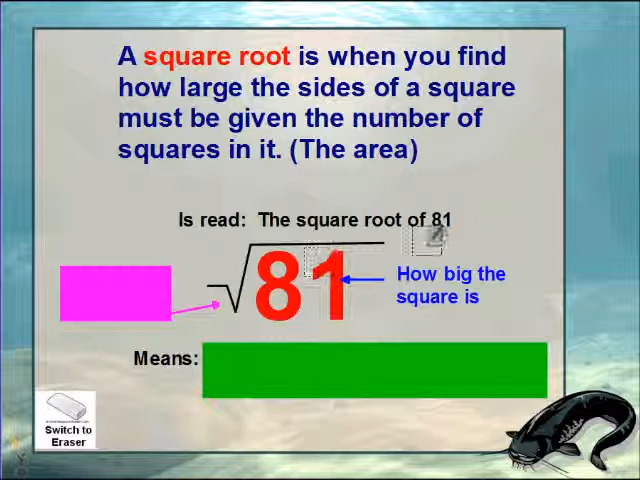 A square root is when you find
how large the sides of a square
must be given the number of
squares in it. (The area)
Is read: The square root of 81
√81
How big the
square is
Means:
Switch to
Eraser